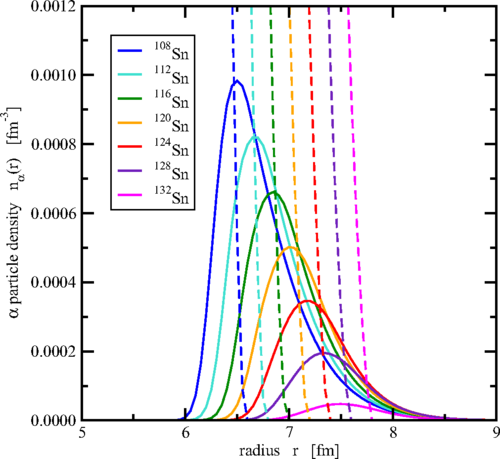 0.0012
0.0010
0.0008
0.0006
0.0004
0.0002
0.0000
α particle density nα(r) [fm⁻³]
¹⁰⁸Sn
¹¹²Sn
¹¹⁶Sn
¹²⁰Sn
¹²⁴Sn
¹²⁸Sn
¹³²Sn
5 6 7 8 9
radius r [fm]